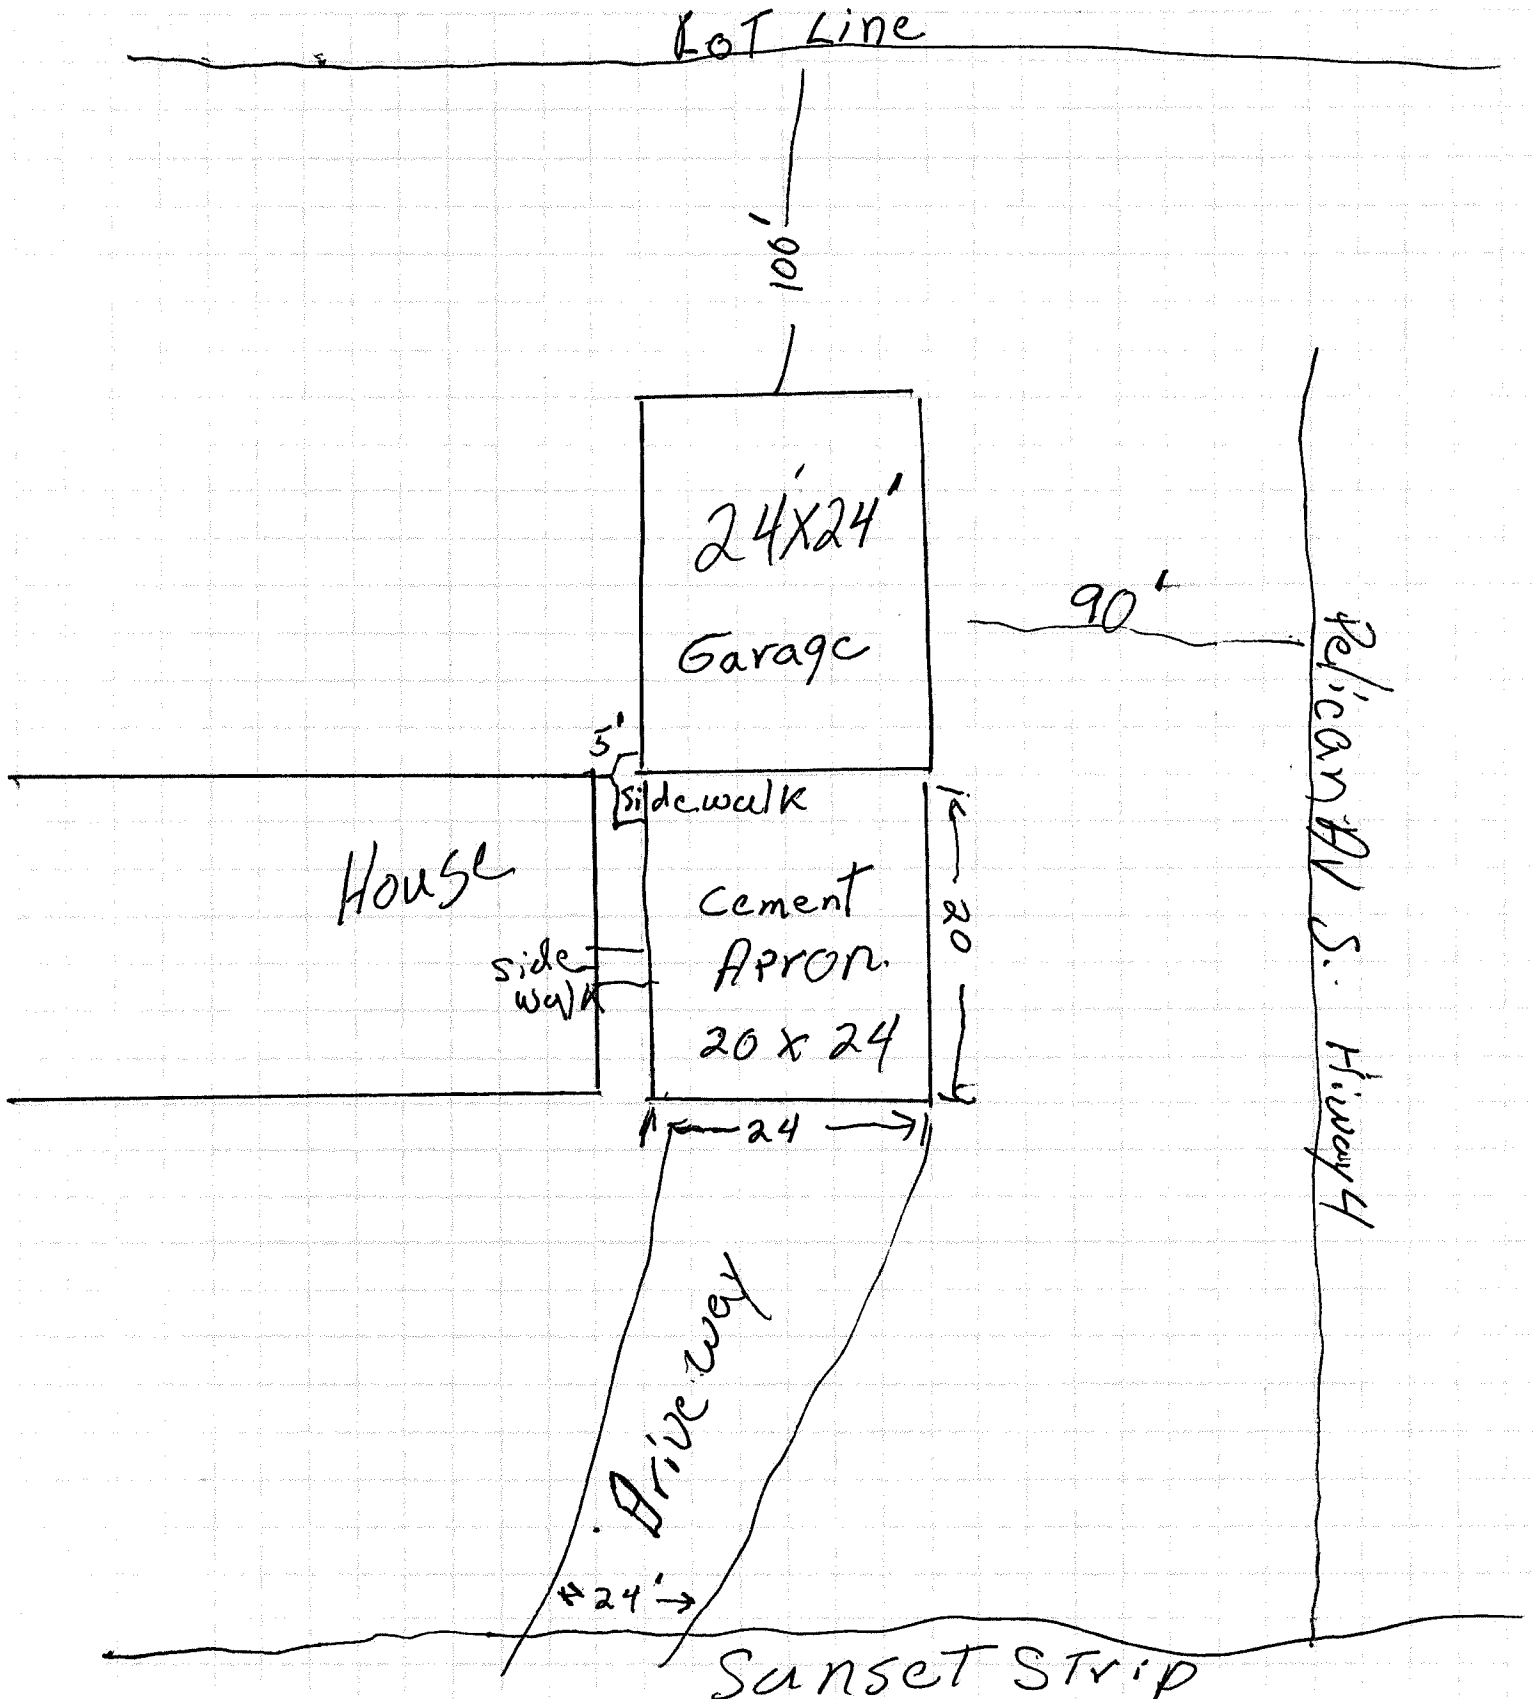 LOT Line
100'
24'X24'
Garage
90'
Pelican AV S. Hiway 4
5'
sidewalk
House
Cement
Apron.
20 x 24
20
side
walk
24
Driveway
24'
Sunset Strip